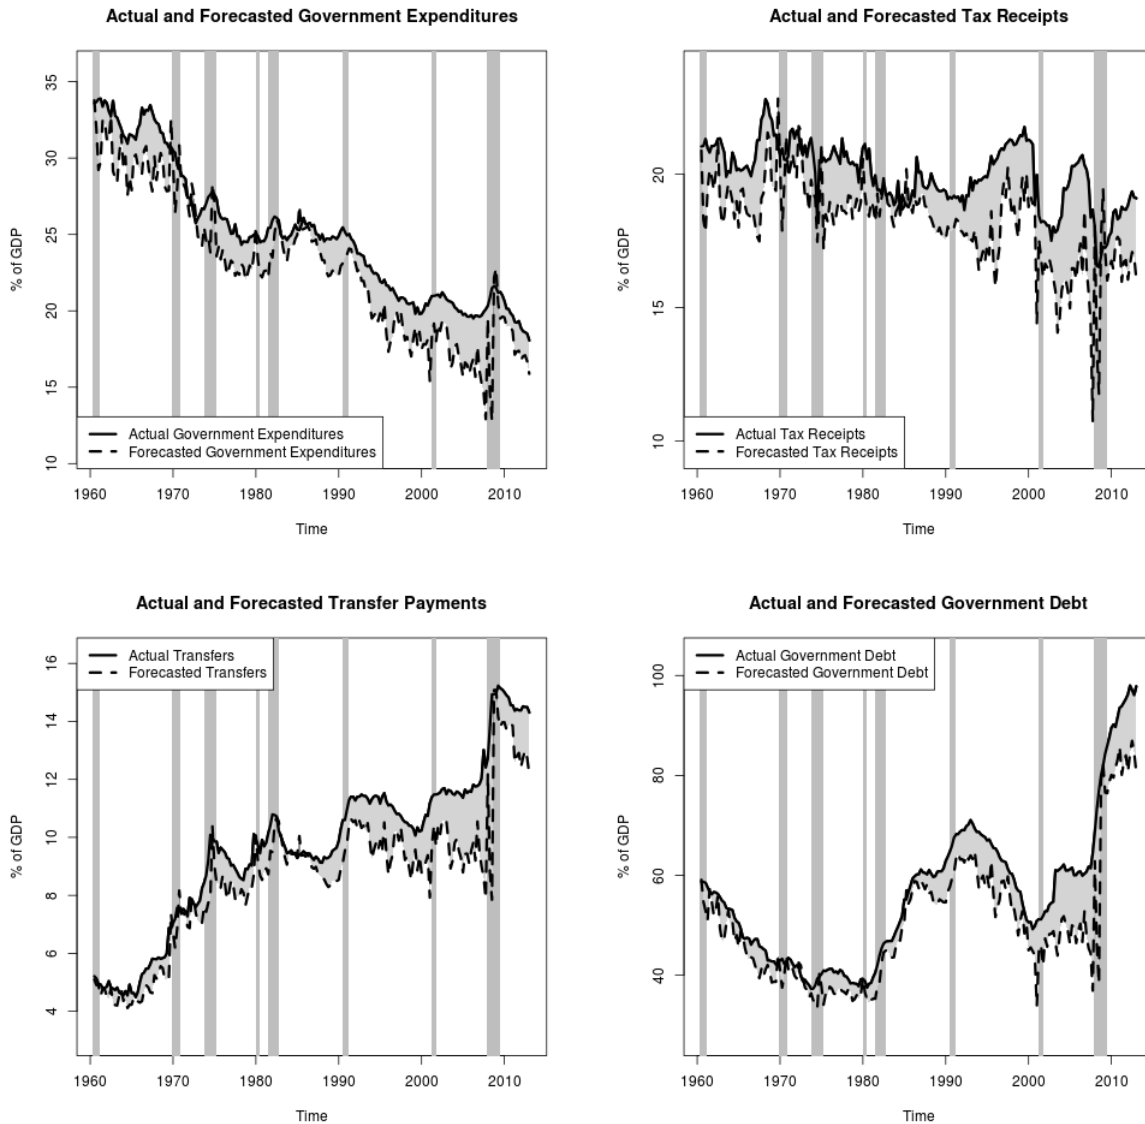 Actual and Forecasted Government Expenditures
% of GDP
35
30
25
20
15
10
Actual Government Expenditures
Forecasted Government Expenditures
1960 1970 1980 1990 2000 2010
Time
Actual and Forecasted Tax Receipts
% of GDP
20
15
10
Actual Tax Receipts
Forecasted Tax Receipts
1960 1970 1980 1990 2000 2010
Time
Actual and Forecasted Transfer Payments
Actual Transfers
Forecasted Transfers
% of GDP
16
14
12
10
8
6
4
1960 1970 1980 1990 2000 2010
Time
Actual and Forecasted Government Debt
Actual Government Debt
Forecasted Government Debt
% of GDP
100
80
60
40
1960 1970 1980 1990 2000 2010
Time